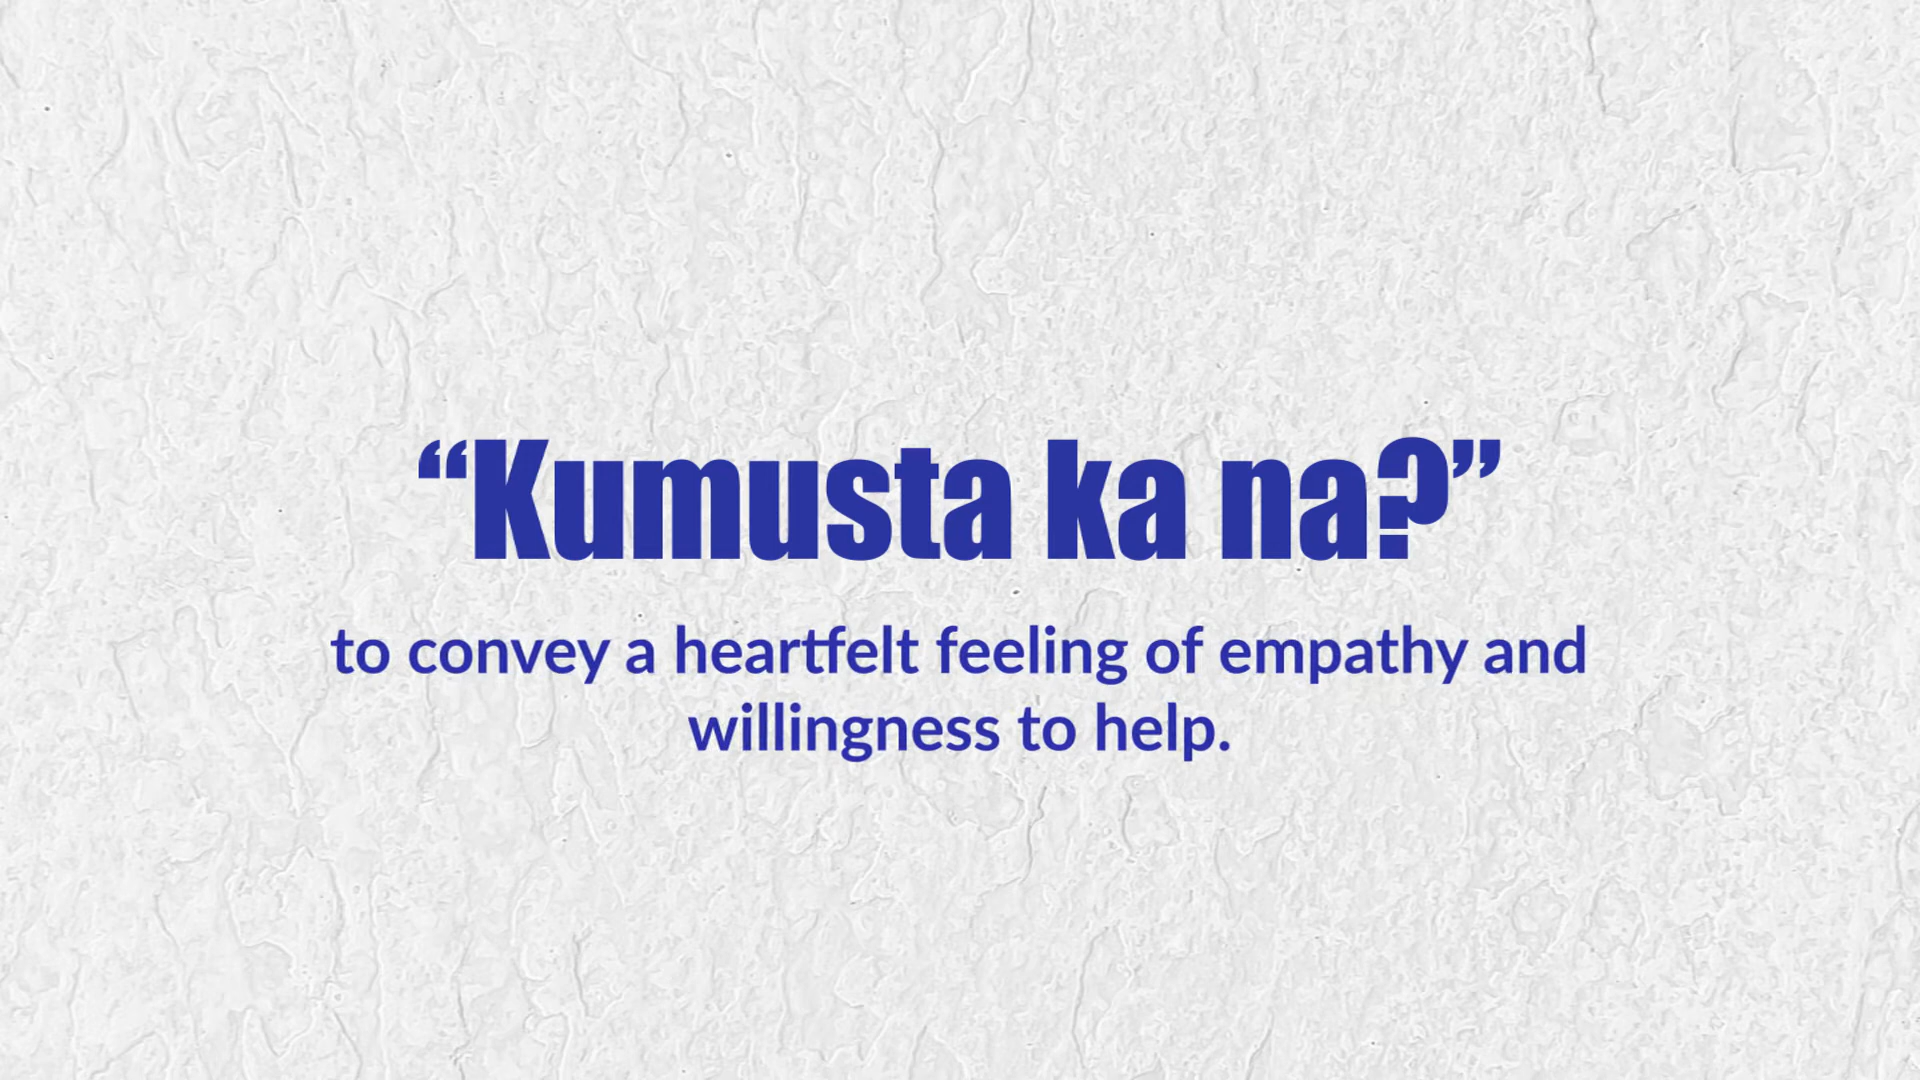 “Kumusta ka na?”
to convey a heartfelt feeling of empathy and
willingness to help.